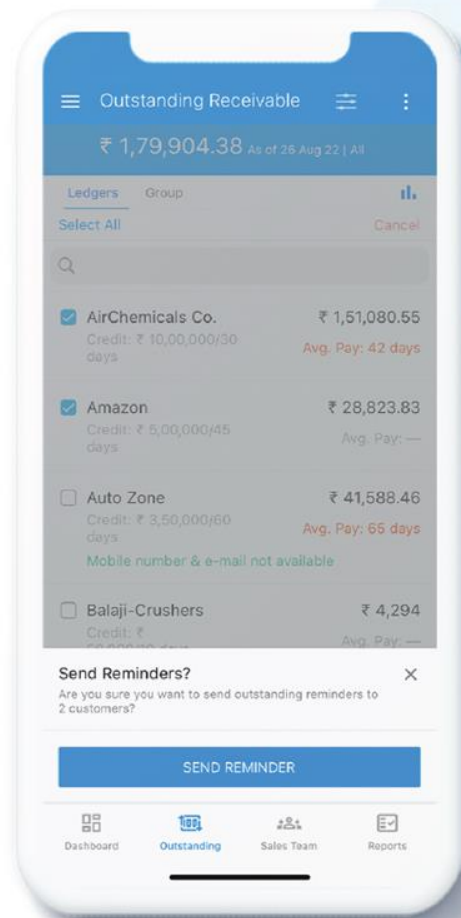 Outstanding Receivable
₹ 1,79,904.38 As of 26 Aug 22 | All
Ledgers Group
Select All Cancel
AirChemicals Co. ₹ 1,51,080.55
Credit: ₹ 10,00,000/30 days Avg. Pay: 42 days
Amazon ₹ 28,823.83
Credit: ₹ 5,00,000/45 days Avg. Pay: —
Auto Zone ₹ 41,588.46
Credit: ₹ 3,50,000/60 days Avg. Pay: 65 days
Mobile number & e-mail not available
Balaji-Crushers ₹ 4,294
Credit: ₹ Avg. Pay: —
Send Reminders?
Are you sure you want to send outstanding reminders to
2 customers?
SEND REMINDER
Dashboard Outstanding Sales Team Reports